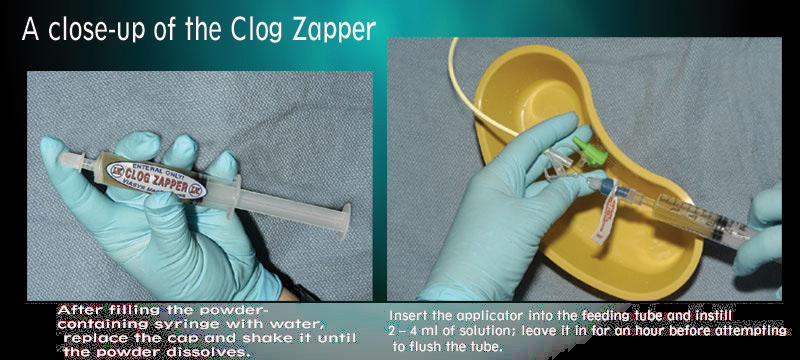 A close-up of the Clog Zapper
ENTERAL ONLY!
CLOG ZAPPER
VIASYS
After filling the powder-
containing syringe with water,
replace the cap and shake it until
the powder dissolves.
Insert the applicator into the feeding tube and instill
2 – 4 ml of solution; leave it in for an hour before attempting
to flush the tube.